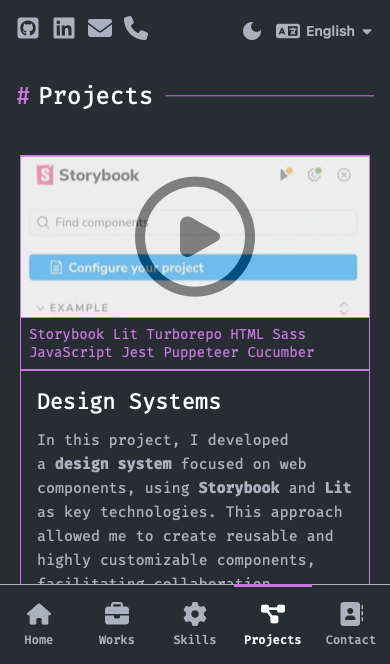 English
# Projects
Storybook
Find components
Configure your project
EXAMPLE
Storybook Lit Turborepo HTML Sass
JavaScript Jest Puppeteer Cucumber
Design Systems
In this project, I developed
a design system focused on web
components, using Storybook and Lit
as key technologies. This approach
allowed me to create reusable and
highly customizable components,
facilitating collaboration
Home Works Skills Projects Contact